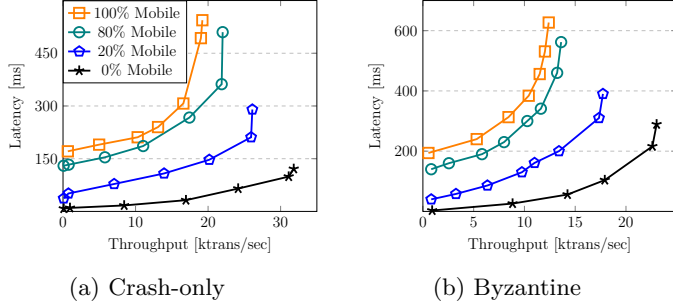 100% Mobile
80% Mobile
20% Mobile
0% Mobile
450
300
150
0
10
20
30
Latency [ms]
Throughput [ktrans/sec]
(a) Crash-only
600
400
200
0
5
10
15
20
Latency [ms]
Throughput [ktrans/sec]
(b) Byzantine